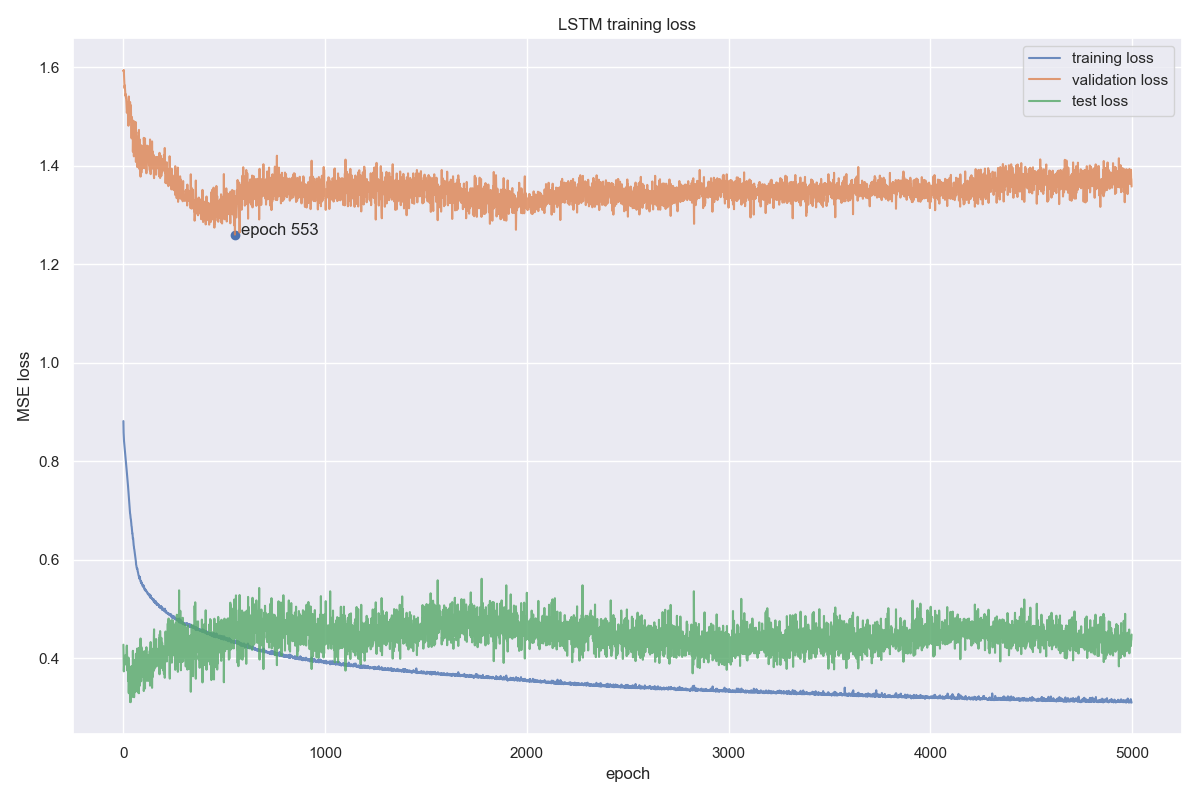 LSTM training loss
training loss
validation loss
test loss
epoch 553
MSE loss
1.6
1.4
1.2
1.0
0.8
0.6
0.4
0
1000
2000
3000
4000
5000
epoch